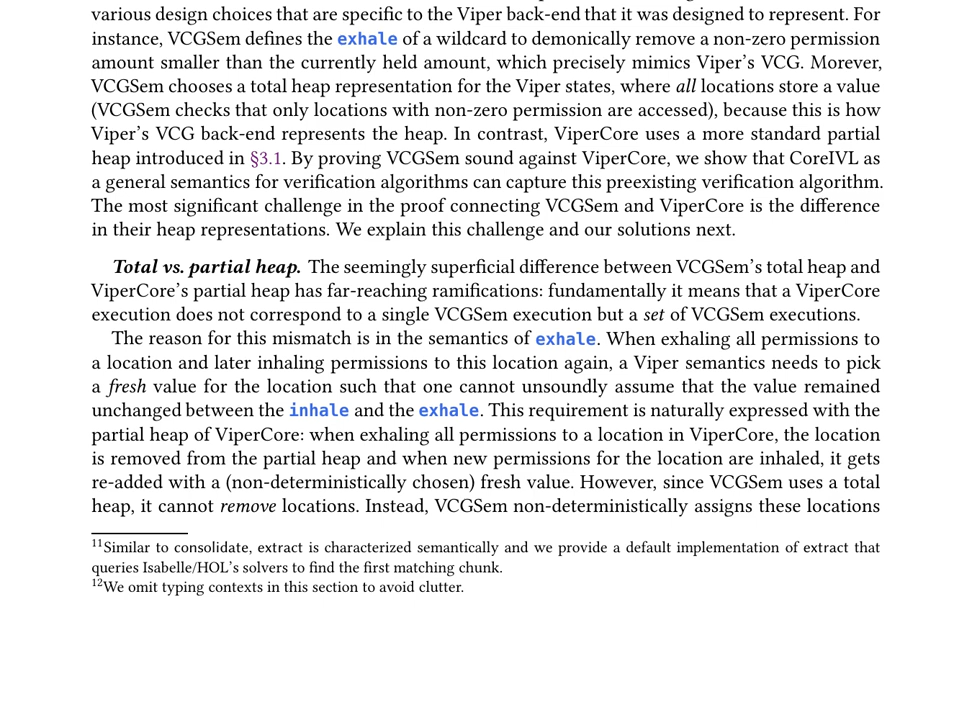 various design choices that are specific to the Viper back-end that it was designed to represent. For
instance, VCGSem defines the exhale of a wildcard to demonically remove a non-zero permission
amount smaller than the currently held amount, which precisely mimics Viper's VCG. Morever,
VCGSem chooses a total heap representation for the Viper states, where all locations store a value
(VCGSem checks that only locations with non-zero permission are accessed), because this is how
Viper's VCG back-end represents the heap. In contrast, ViperCore uses a more standard partial
heap introduced in §3.1. By proving VCGSem sound against ViperCore, we show that CoreIVL as
a general semantics for verification algorithms can capture this preexisting verification algorithm.
The most significant challenge in the proof connecting VCGSem and ViperCore is the difference
in their heap representations. We explain this challenge and our solutions next.
Total vs. partial heap. The seemingly superficial difference between VCGSem's total heap and
ViperCore's partial heap has far-reaching ramifications: fundamentally it means that a ViperCore
execution does not correspond to a single VCGSem execution but a set of VCGSem executions.
The reason for this mismatch is in the semantics of exhale. When exhaling all permissions to
a location and later inhaling permissions to this location again, a Viper semantics needs to pick
a fresh value for the location such that one cannot unsoundly assume that the value remained
unchanged between the inhale and the exhale. This requirement is naturally expressed with the
partial heap of ViperCore: when exhaling all permissions to a location in ViperCore, the location
is removed from the partial heap and when new permissions for the location are inhaled, it gets
re-added with a (non-deterministically chosen) fresh value. However, since VCGSem uses a total
heap, it cannot remove locations. Instead, VCGSem non-deterministically assigns these locations
11Similar to consolidate, extract is characterized semantically and we provide a default implementation of extract that
queries Isabelle/HOL's solvers to find the first matching chunk.
12We omit typing contexts in this section to avoid clutter.